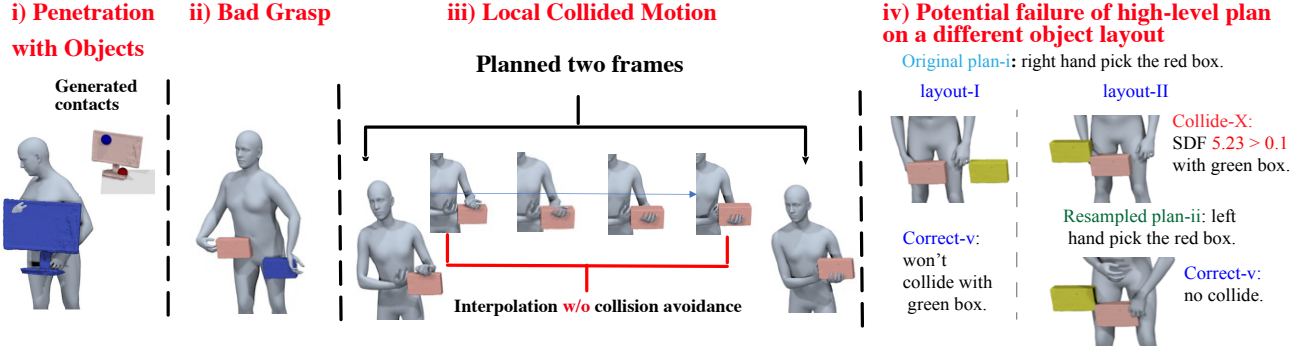 i) Penetration
with Objects
Generated
contacts
ii) Bad Grasp
iii) Local Collided Motion
Planned two frames
Interpolation w/o collision avoidance
iv) Potential failure of high-level plan
on a different object layout
Original plan-i: right hand pick the red box.
layout-I
Correct-v:
won't
collide with
green box.
layout-II
Collide-X:
SDF 5.23 > 0.1
with green box.
Resampled plan-ii: left
hand pick the red box.
Correct-v:
no collide.